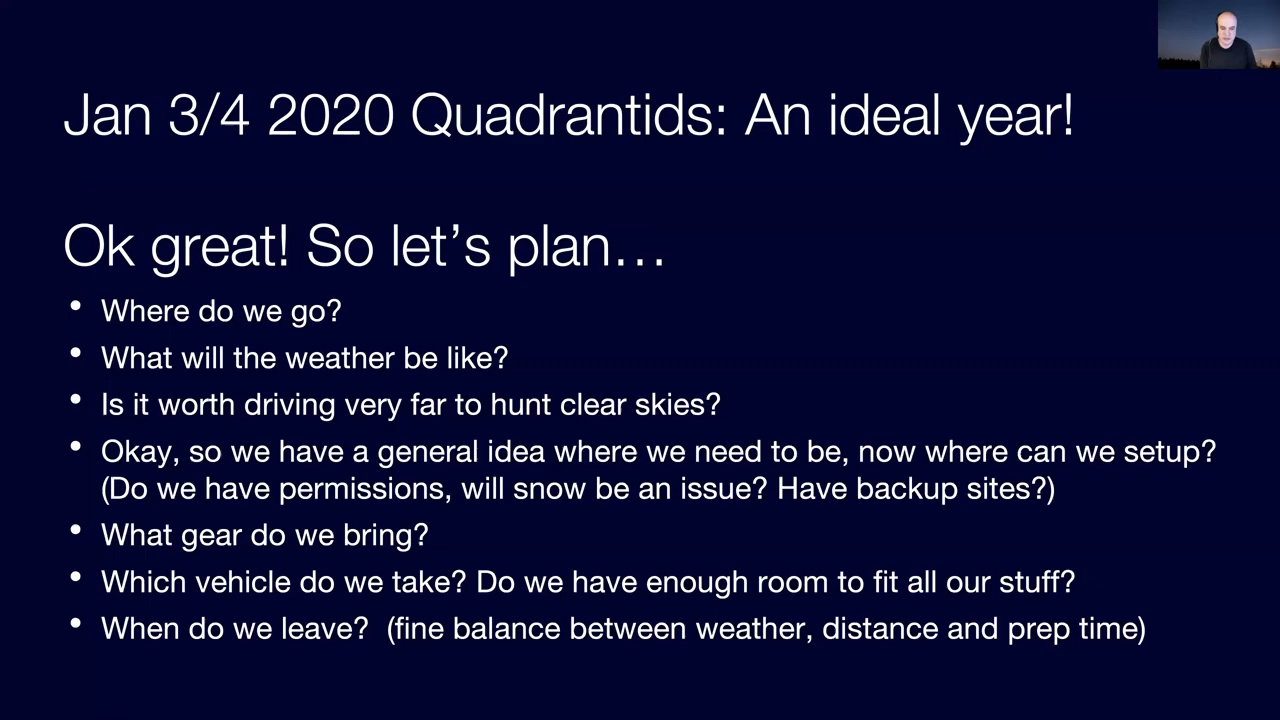 Jan 3/4 2020 Quadrantids: An ideal year!
Ok great! So let’s plan…
• Where do we go?
• What will the weather be like?
• Is it worth driving very far to hunt clear skies?
• Okay, so we have a general idea where we need to be, now where can we setup?
(Do we have permissions, will snow be an issue? Have backup sites?)
• What gear do we bring?
• Which vehicle do we take? Do we have enough room to fit all our stuff?
• When do we leave?  (fine balance between weather, distance and prep time)